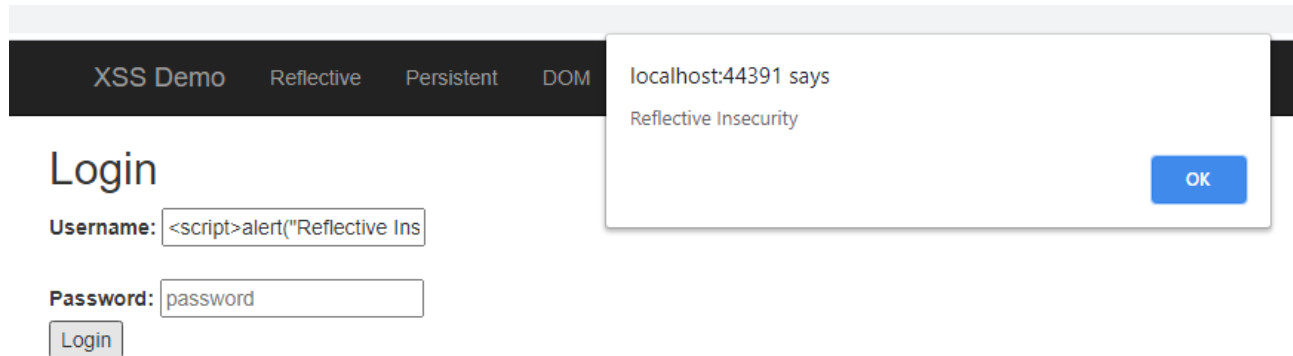 XSS Demo Reflective Persistent DOM
localhost:44391 says
Reflective Insecurity
OK
Login
Username: <script>alert("Reflective Ins
Password: password
Login